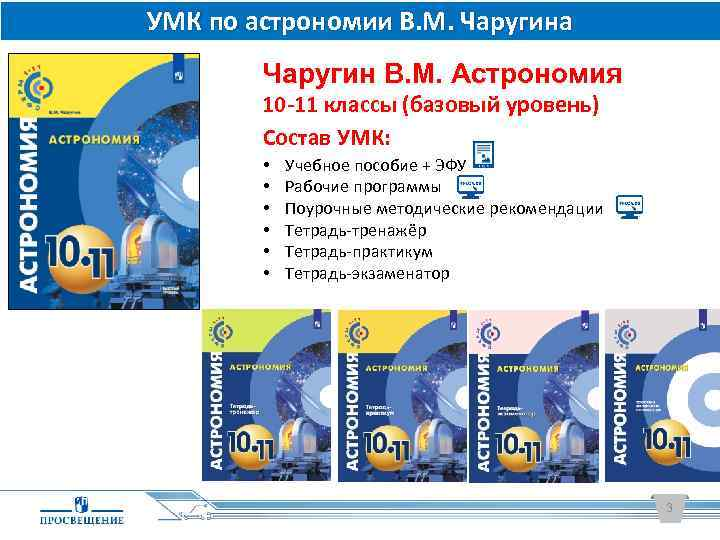 УМК по астрономии В.М. Чаругина
Чаругин В.М. Астрономия
10-11 классы (базовый уровень)
Состав УМК:
• Учебное пособие + ЭФУ
• Рабочие программы
• Поурочные методические рекомендации
• Тетрадь-тренажёр
• Тетрадь-практикум
• Тетрадь-экзаменатор
В.М. Чаругин
АСТРОНОМИЯ
АСТРОНОМИЯ
10-11
АСТРОНОМИЯ
Тетрадь-тренажёр
АСТРОНОМИЯ
10-11
АСТРОНОМИЯ
Тетрадь-практикум
АСТРОНОМИЯ
10-11
АСТРОНОМИЯ
Тетрадь-экзаменатор
АСТРОНОМИЯ
10-11
АСТРОНОМИЯ
АСТРОНОМИЯ
10-11
ПРОСВЕЩЕНИЕ
3